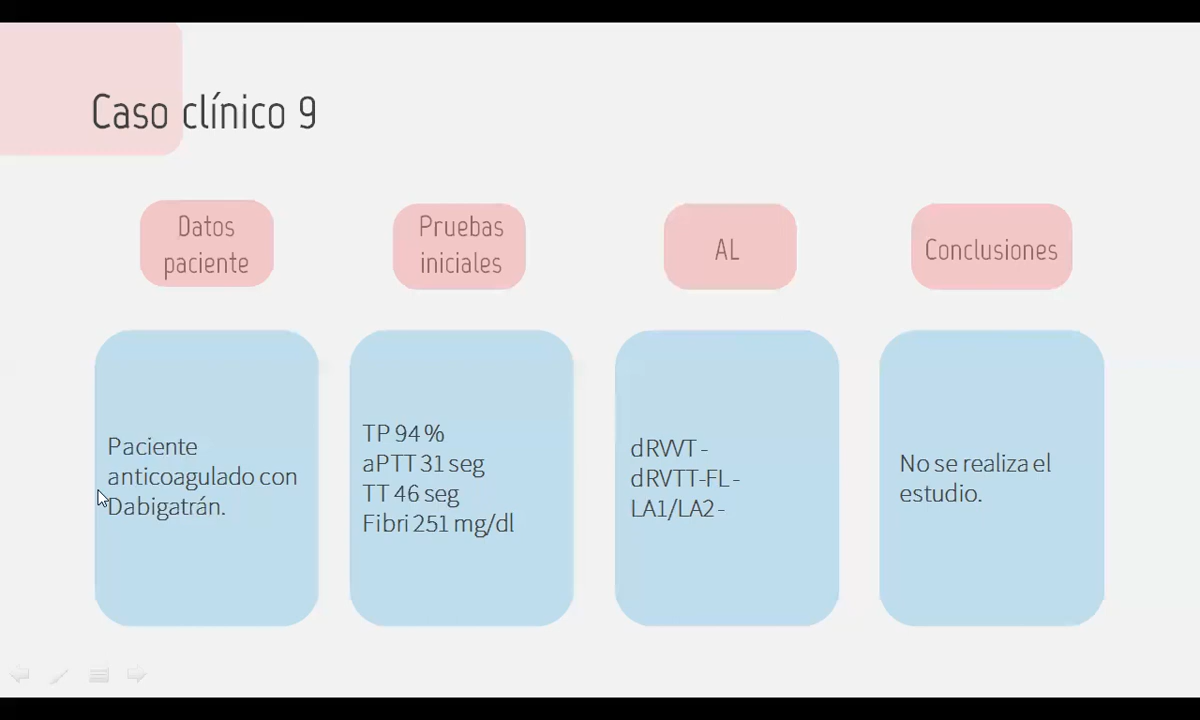 Caso clínico 9
Datos
paciente
Pruebas
iniciales
AL
Conclusiones
Paciente
anticoagulado con
Dabigatrán.
TP 94 %
aPTT 31 seg
TT 46 seg
Fibri 251 mg/dl
dRVVT -
dRVTT-FL -
LA1/LA2 -
No se realiza el
estudio.